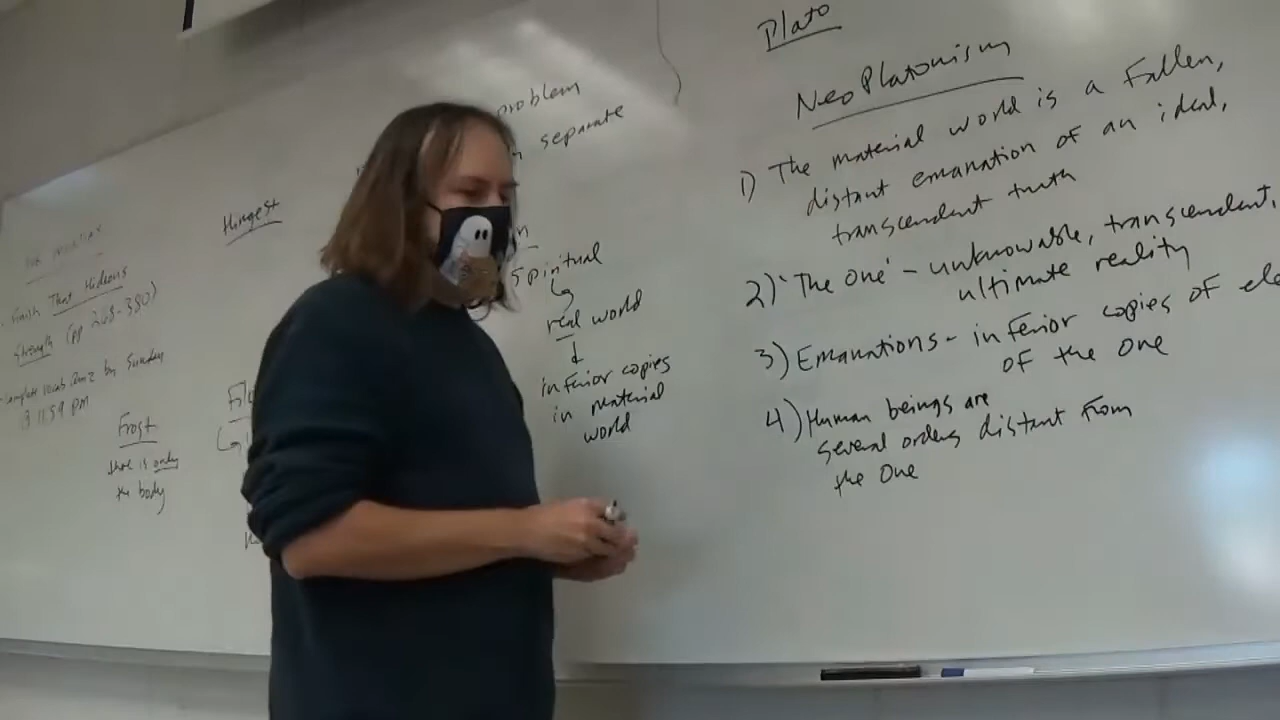 Finish That Hideous
Strength (pp 268-380)
Complete by Sunday
@ 11:59 PM
Frost
there is only
the body
Hingest
problem
separate
spiritual
real world
inferior copies
in material
world
Plato
NeoPlatonism
1) The material world is a fallen,
distant emanation of an ideal,
transcendent truth
2) 'The One' - unknowable, transcendent,
ultimate reality
3) Emanations - inferior copies of ele
of the One
4) Human beings are
several orders distant from
the One